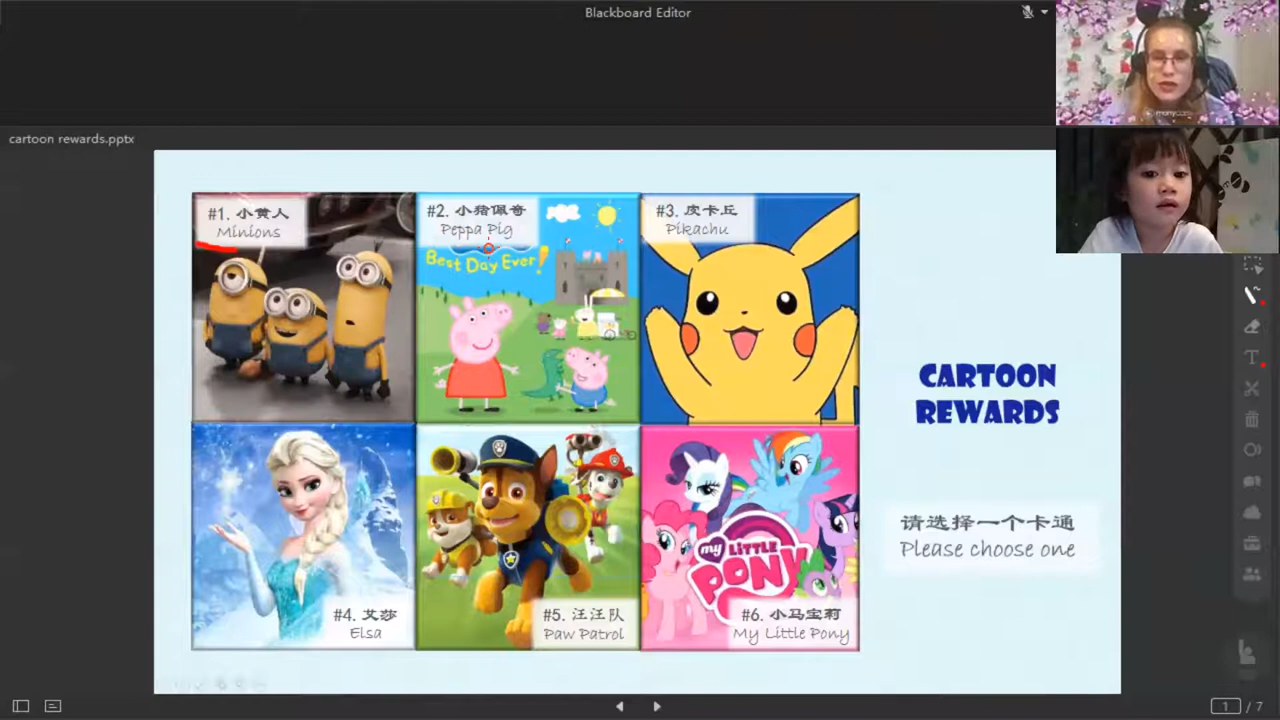 Blackboard Editor
cartoon rewards.pptx
#1. 小黄人
Minions
#2. 小猪佩奇
Peppa Pig
Best Day Ever!
#3. 皮卡丘
Pikachu
CARTOON
REWARDS
请选择一个卡通
Please choose one
#4. 艾莎
Elsa
#5. 汪汪队
Paw Patrol
my LiTTLE
PONY
#6. 小马宝莉
My Little Pony
1 / 7